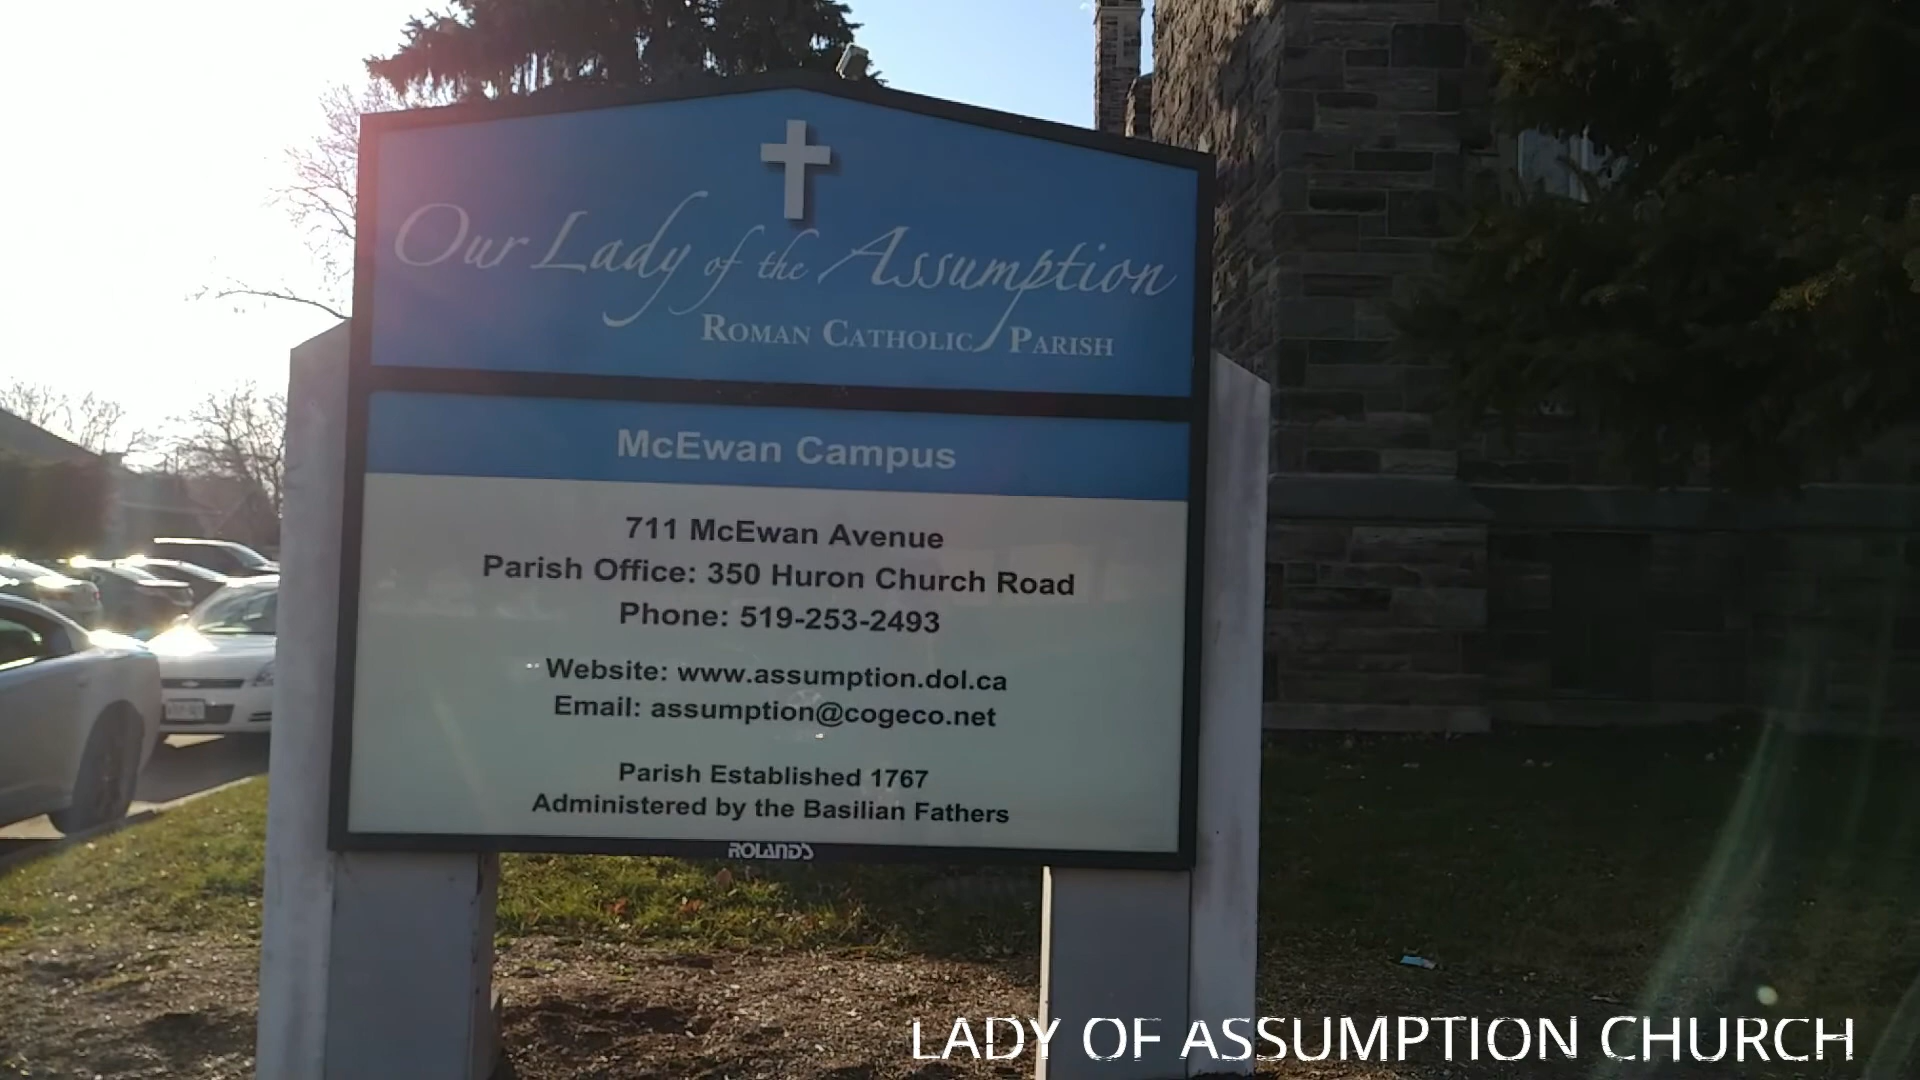 Our Lady of the Assumption
ROMAN CATHOLIC PARISH
McEwan Campus
711 McEwan Avenue
Parish Office: 350 Huron Church Road
Phone: 519-253-2493
Website: www.assumption.dol.ca
Email: assumption@cogeco.net
Parish Established 1767
Administered by the Basilian Fathers
ROLAND'S
LADY OF ASSUMPTION CHURCH